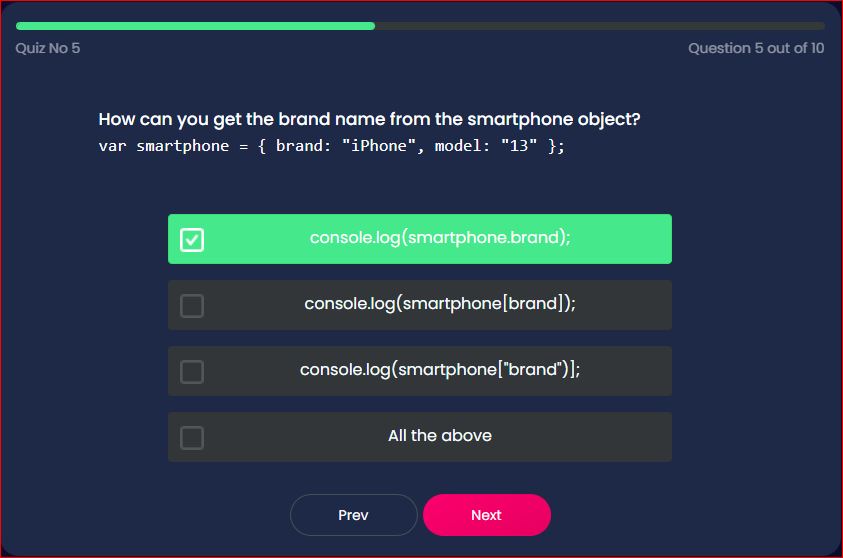 Quiz No 5
Question 5 out of 10
How can you get the brand name from the smartphone object?
var smartphone = { brand: "iPhone", model: "13" };
console.log(smartphone.brand);
console.log(smartphone[brand]);
console.log(smartphone["brand")];
All the above
Prev
Next